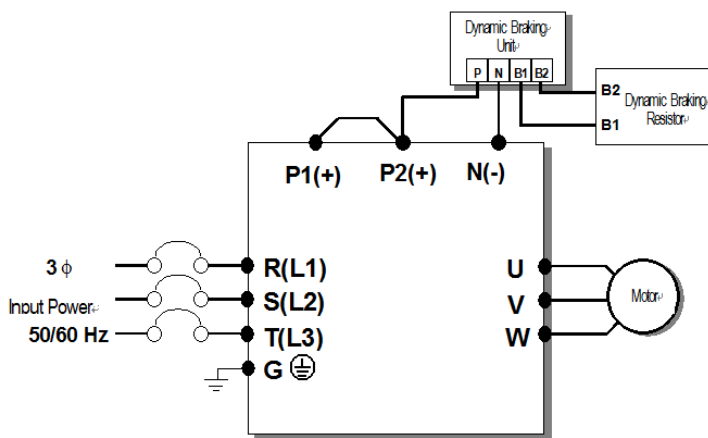 Dynamic Braking
Unit
P N B1 B2
B2
Dynamic Braking
B1
Resistor
P1(+) P2(+) N(-)
3 ϕ
R(L1)
U
Input Power
S(L2)
V
Motor
50/60 Hz
T(L3)
W
G